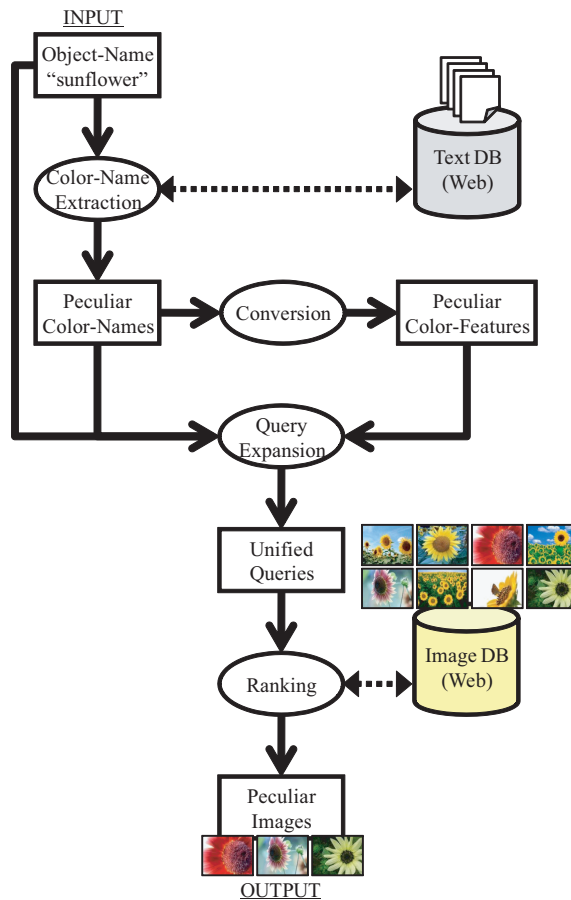 INPUT
Object-Name
“sunflower”
Color-Name
Extraction
Text DB
(Web)
Peculiar
Color-Names
Conversion
Peculiar
Color-Features
Query
Expansion
Unified
Queries
Ranking
Image DB
(Web)
Peculiar
Images
OUTPUT